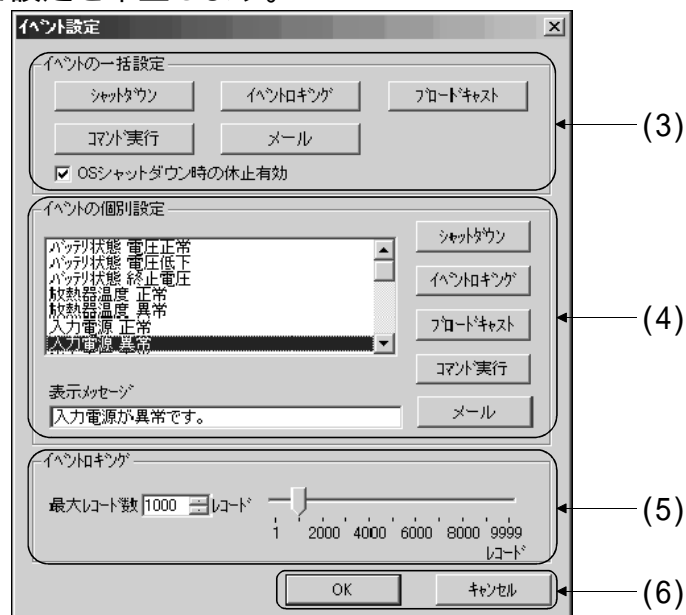 設定を中止します。
イベント設定
イベントの一括設定
シャットダウン イベントロギング ブロードキャスト
コマンド実行 メール
OSシャットダウン時の休止有効
(3)
イベントの個別設定
バッテリ状態 電圧正常
バッテリ状態 電圧低下
バッテリ状態 終止電圧
放熱器温度 正常
放熱器温度 異常
入力電源 正常
入力電源 異常
シャットダウン
イベントロギング
ブロードキャスト
コマンド実行
メール
(4)
表示メッセージ
入力電源が異常です。
イベントロギング
最大レコード数 1000 レコード
1 2000 4000 6000 8000 9999
レコード
(5)
OK キャンセル
(6)